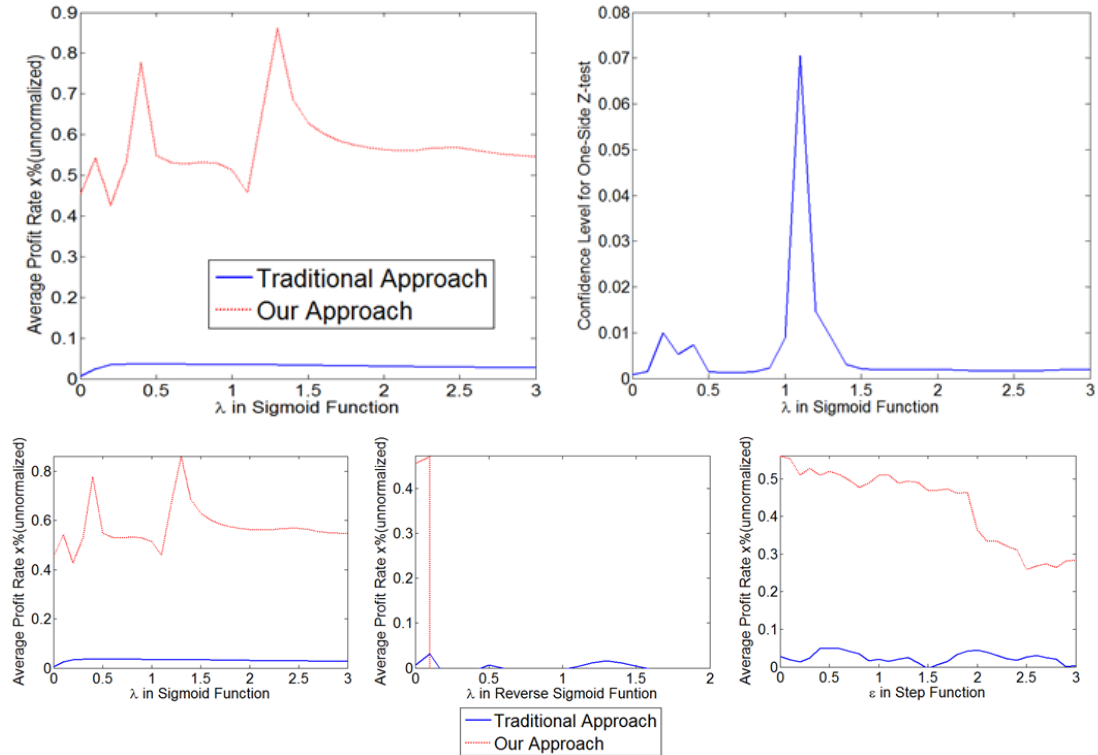 Average Profit Rate x%(unnormalized)
0.9
0.8
0.7
0.6
0.5
0.4
0.3
0.2
0.1
0
Traditional Approach
Our Approach
0 0.5 1 1.5 2 2.5 3
λ in Sigmoid Function
Confidence Level for One-Side Z-test
0.08
0.07
0.06
0.05
0.04
0.03
0.02
0.01
0
0 0.5 1 1.5 2 2.5 3
λ in Sigmoid Function
Average Profit Rate x%(unnormalized)
0.8
0.6
0.4
0.2
0
0 0.5 1 1.5 2 2.5 3
λ in Sigmoid Function
Average Profit Rate x%(unnormalized)
0.4
0.3
0.2
0.1
0
0 0.5 1 1.5 2
λ in Reverse Sigmoid Funtion
Average Profit Rate x%(unnormalized)
0.5
0.4
0.3
0.2
0.1
0
0 0.5 1 1.5 2 2.5 3
ε in Step Function
Traditional Approach
Our Approach